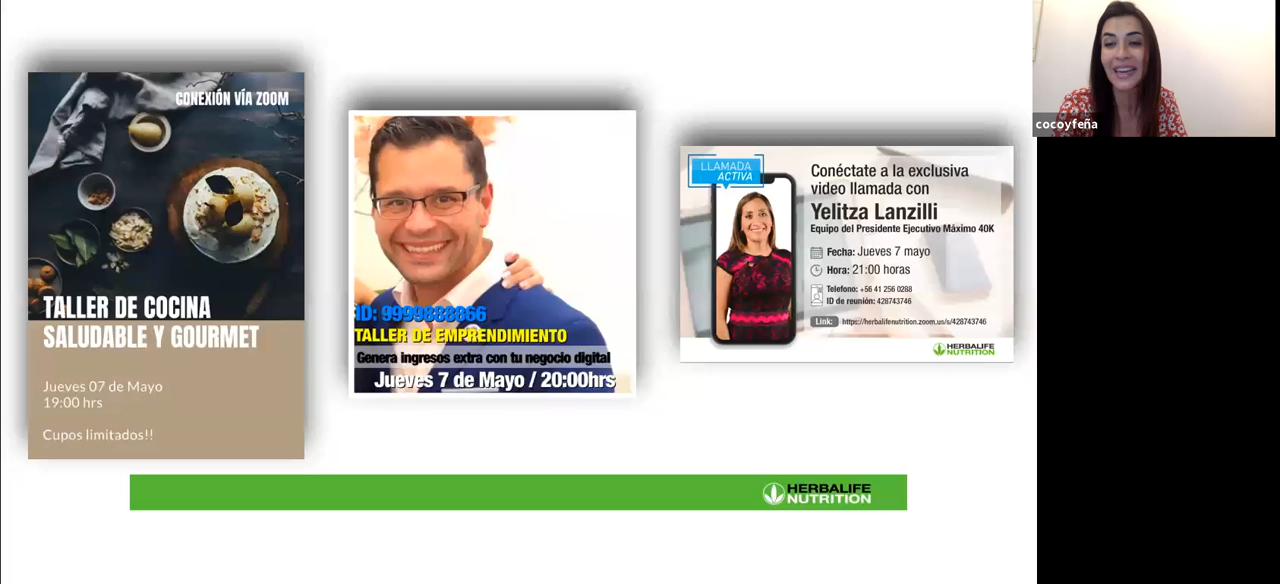 CONEXIÓN VÍA ZOOM
TALLER DE COCINA
SALUDABLE Y GOURMET
Jueves 07 de Mayo
19:00 hrs
Cupos limitados!!
ID: 9999888866
TALLER DE EMPRENDIMIENTO
Genera ingresos extra con tu negocio digital
Jueves 7 de Mayo / 20:00hrs
LLAMADA
ACTIVA
Conéctate a la exclusiva
video llamada con
Yelitza Lanzilli
Equipo del Presidente Ejecutivo Máximo 40K
Fecha: Jueves 7 mayo
Hora: 21:00 horas
Telefono: +56 41 256 0288
ID de reunión: 428743746
Link: https://herbalifenutrition.zoom.us/s/428743746
HERBALIFE
NUTRITION
HERBALIFE
NUTRITION
cocoyfeña